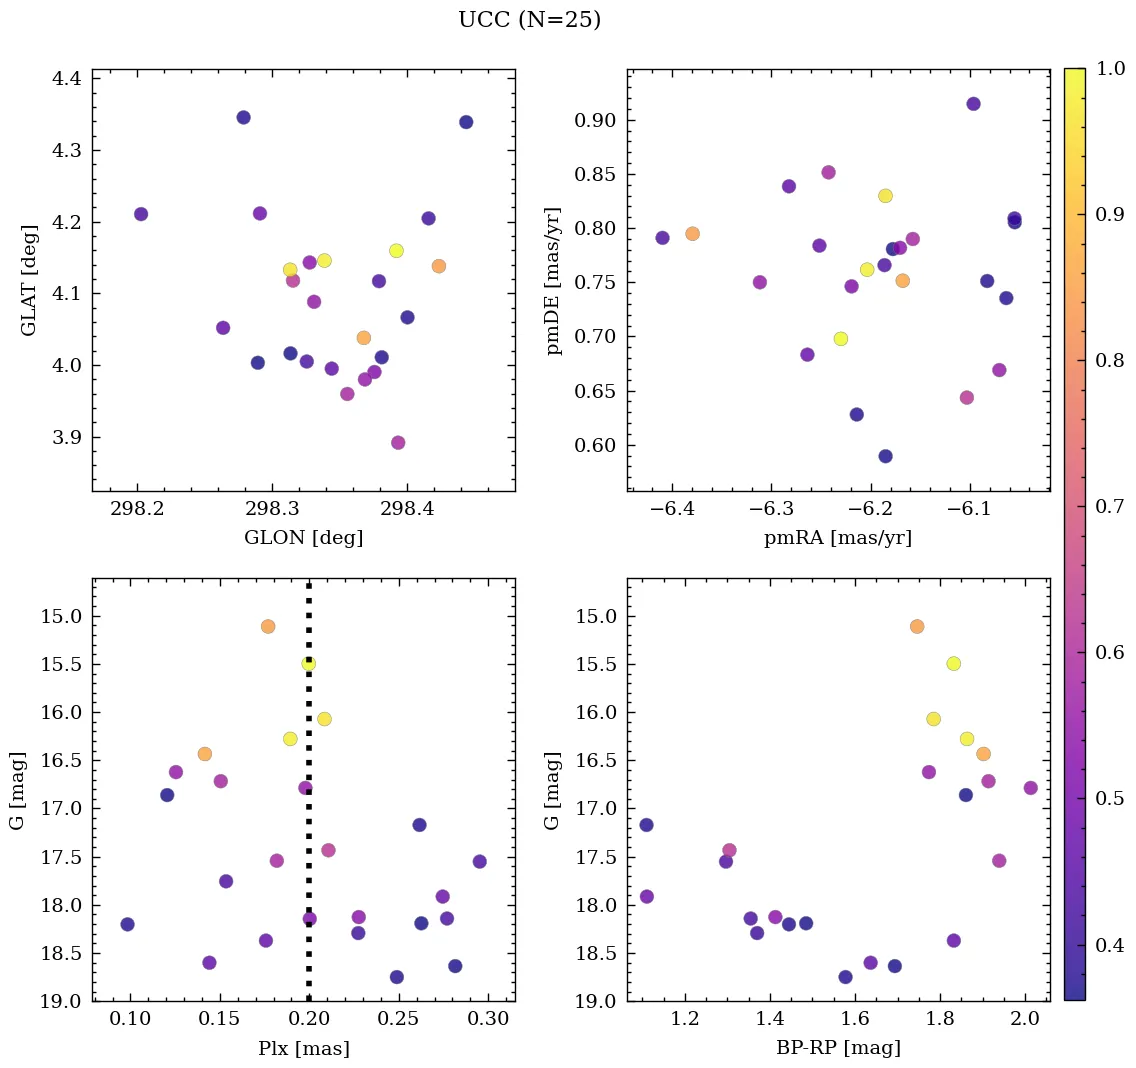 UCC (N=25)
4.4
4.3
4.2
4.1
4.0
3.9
GLAT [deg]
298.2 298.3 298.4
GLON [deg]
0.90
0.85
0.80
0.75
0.70
0.65
0.60
pmDE [mas/yr]
−6.4 −6.3 −6.2 −6.1
pmRA [mas/yr]
1.0
0.9
0.8
0.7
0.6
0.5
0.4
15.0
15.5
16.0
16.5
17.0
17.5
18.0
18.5
19.0
G [mag]
0.10 0.15 0.20 0.25 0.30
Plx [mas]
15.0
15.5
16.0
16.5
17.0
17.5
18.0
18.5
19.0
G [mag]
1.2 1.4 1.6 1.8 2.0
BP-RP [mag]